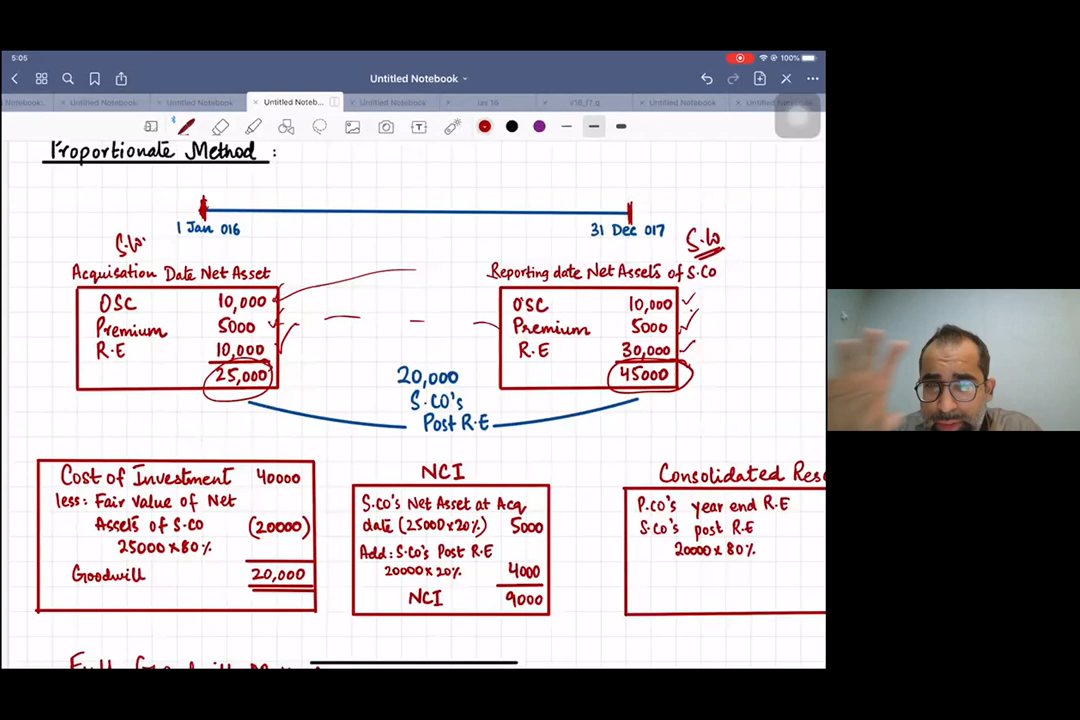 5:05
100%
Untitled Notebook
Notebook
Untitled Notebook
Untitled Notebook
Untitled Noteb...
Untitled Notebook
ias 16
Untitled Notebook
Proportionate Method :
1 Jan 016
31 Dec 017
S.Co
S.Co
Acquisation Date Net Asset
Reporting date Net Assets of S.Co
OSC 10,000
Premium 5000
R.E 10,000
25,000
OSC 10,000
Premium 5000
R.E 30,000
45000
20,000
S.CO's
Post R.E
Cost of Investment 40000
less: Fair Value of Net
Assets of S.CO (20000)
25000 x 80%
Goodwill 20,000
NCI
S.Co's Net Asset at Acq
date (25000 x 20%) 5000
Add: S.Co's Post R.E
20000 x 20% 4000
NCI 9000
Consolidated Res
P.co's year end R.E
S.Co's post R.E
20000 x 80%